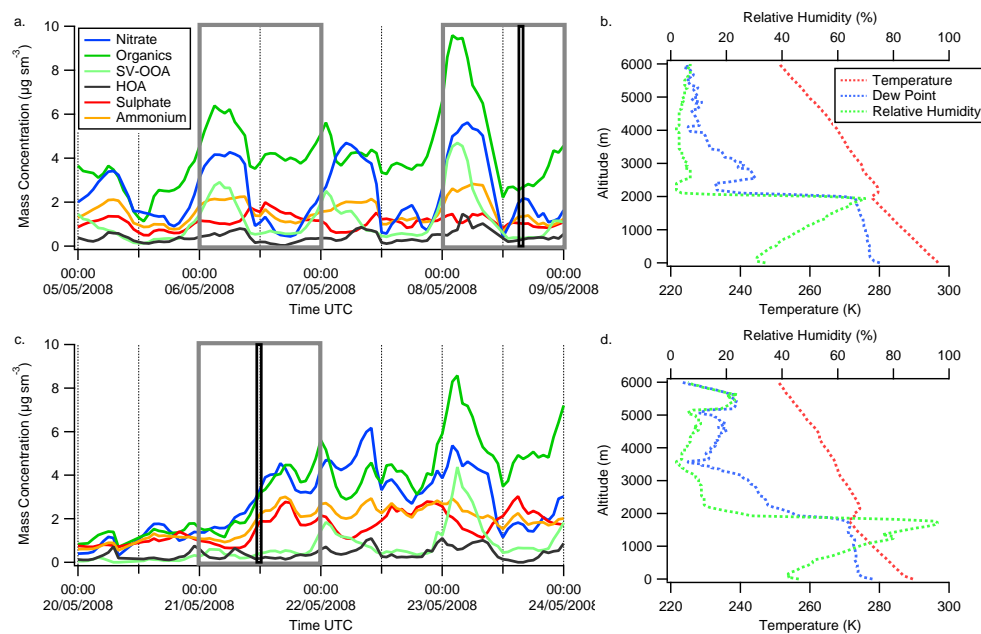 a.
10
8
6
4
2
0
Mass Concentration (µg sm⁻³)
Nitrate
Organics
SV-OOA
HOA
Sulphate
Ammonium
00:00 00:00 00:00 00:00 00:00
05/05/2008 06/05/2008 07/05/2008 08/05/2008 09/05/2008
Time UTC
b.
Relative Humidity (%)
0 20 40 60 80 100
6000
5000
4000
3000
2000
1000
0
Altitude (m)
Temperature
Dew Point
Relative Humidity
220 240 260 280 300
Temperature (K)
c.
10
8
6
4
2
0
Mass Concentration (µg sm⁻³)
00:00 00:00 00:00 00:00 00:00
20/05/2008 21/05/2008 22/05/2008 23/05/2008 24/05/2008
Time UTC
d.
Relative Humidity (%)
0 20 40 60 80 100
6000
5000
4000
3000
2000
1000
0
Altitude (m)
220 240 260 280 300
Temperature (K)